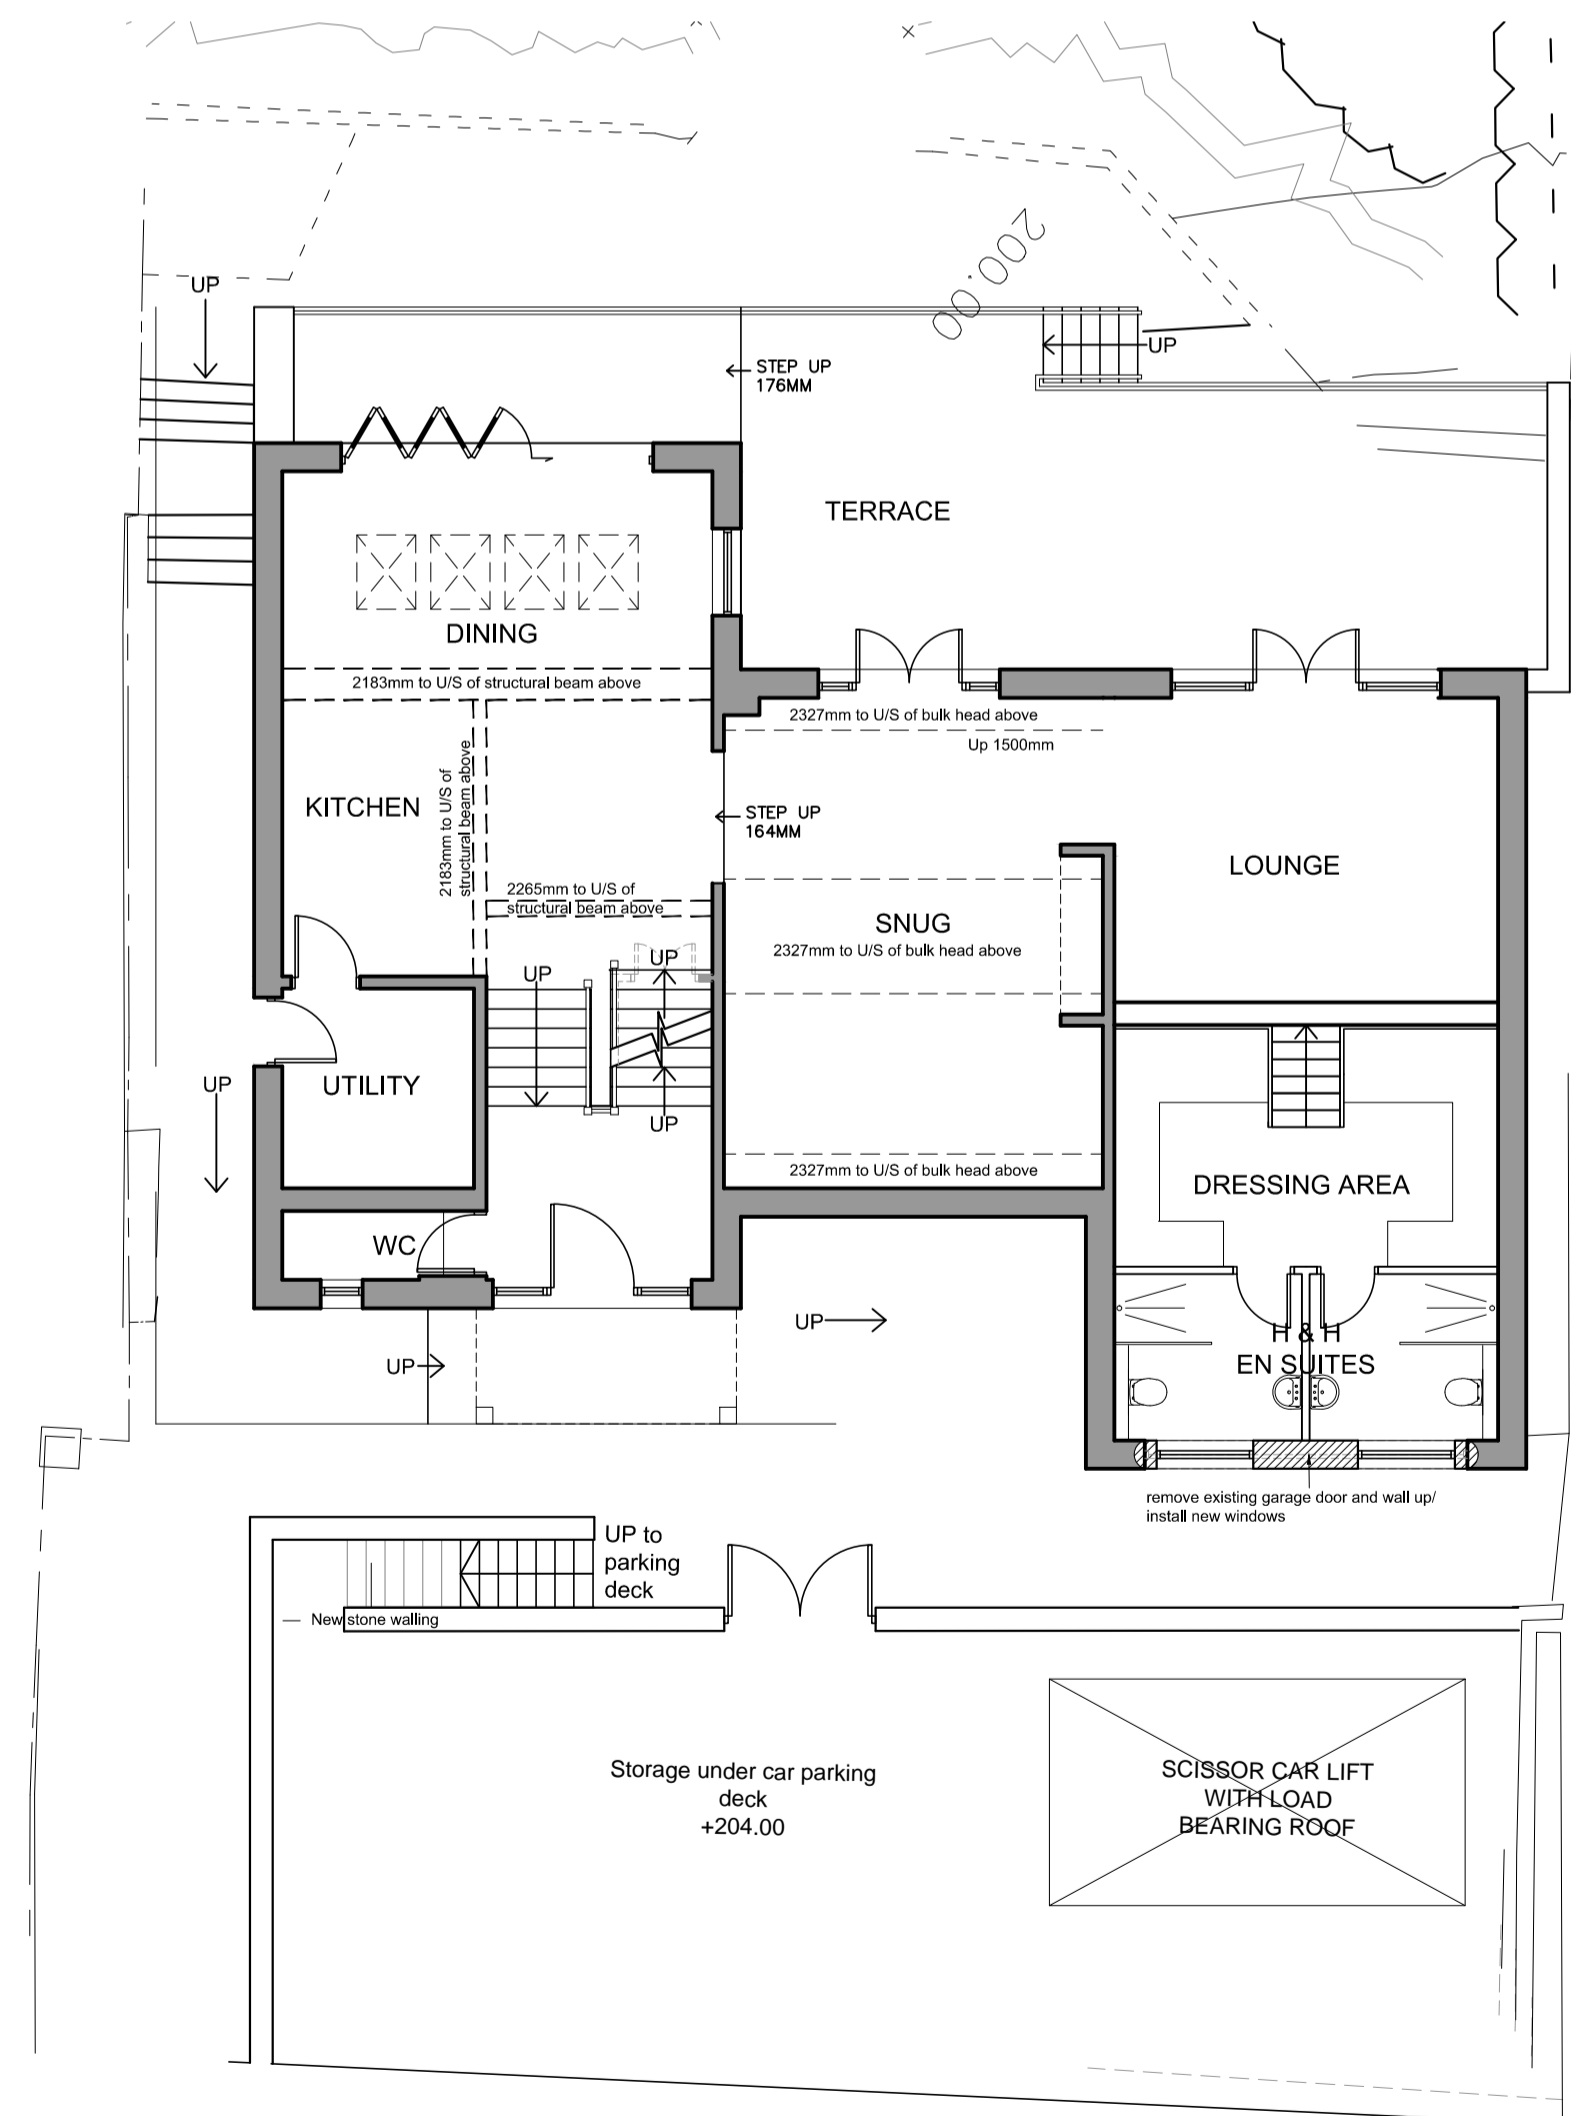 200.00
UP
UP
STEP UP
176MM
TERRACE
DINING
2183mm to U/S of structural beam above
2327mm to U/S of bulk head above
Up 1500mm
2183mm to U/S of
structural beam above
KITCHEN
STEP UP
164MM
LOUNGE
2265mm to U/S of
structural beam above
SNUG
2327mm to U/S of bulk head above
UP
UP
UP
UTILITY
UP
2327mm to U/S of bulk head above
DRESSING AREA
WC
UP
H & H
EN SUITES
UP
remove existing garage door and wall up/
install new windows
UP to
parking
deck
New stone walling
Storage under car parking
deck
+204.00
SCISSOR CAR LIFT
WITH LOAD
BEARING ROOF